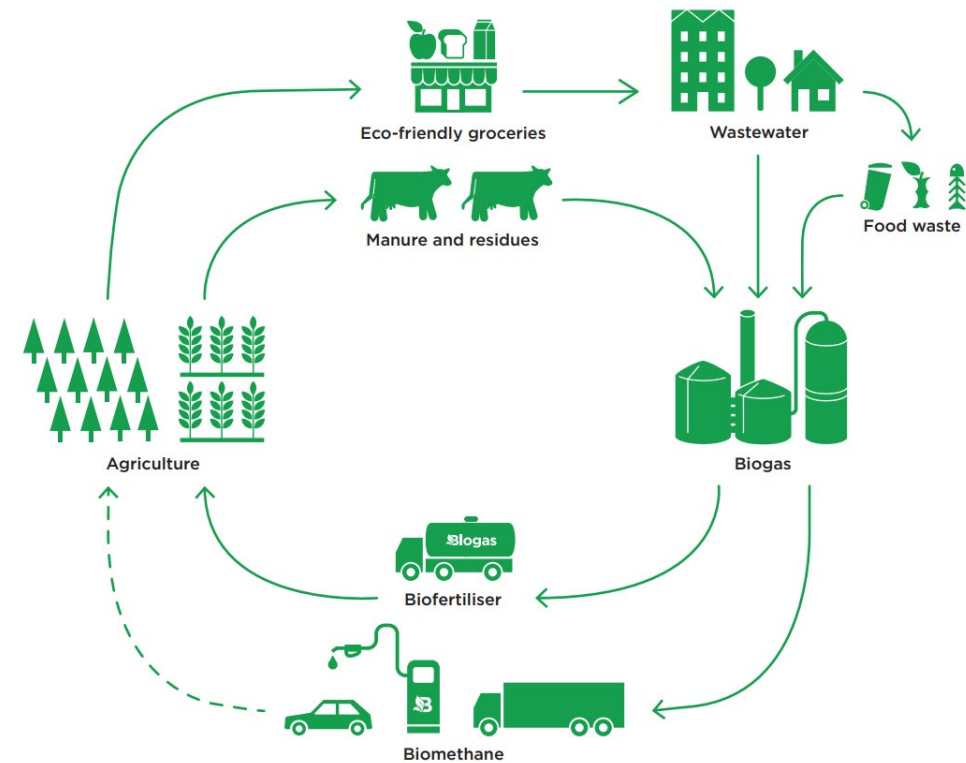 Eco-friendly groceries
Wastewater
Manure and residues
Food waste
Agriculture
Biogas
Biogas
Biofertiliser
B
Biomethane